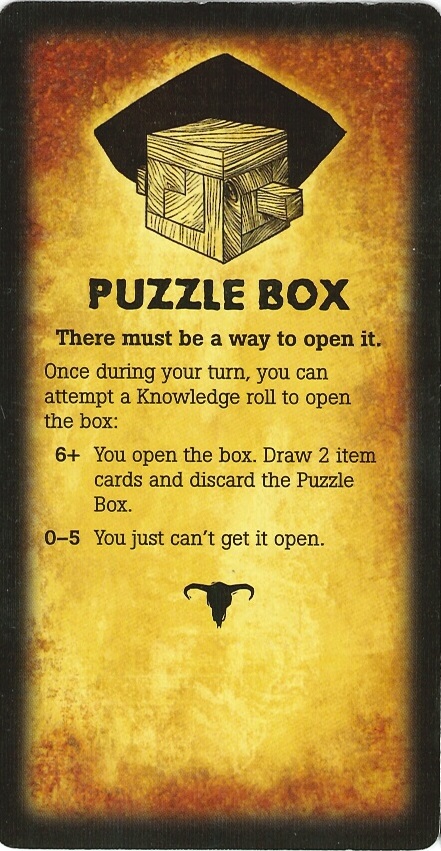 PUZZLE BOX
There must be a way to open it.
Once during your turn, you can
attempt a Knowledge roll to open
the box:
6+ You open the box. Draw 2 item
cards and discard the Puzzle
Box.
0–5 You just can't get it open.